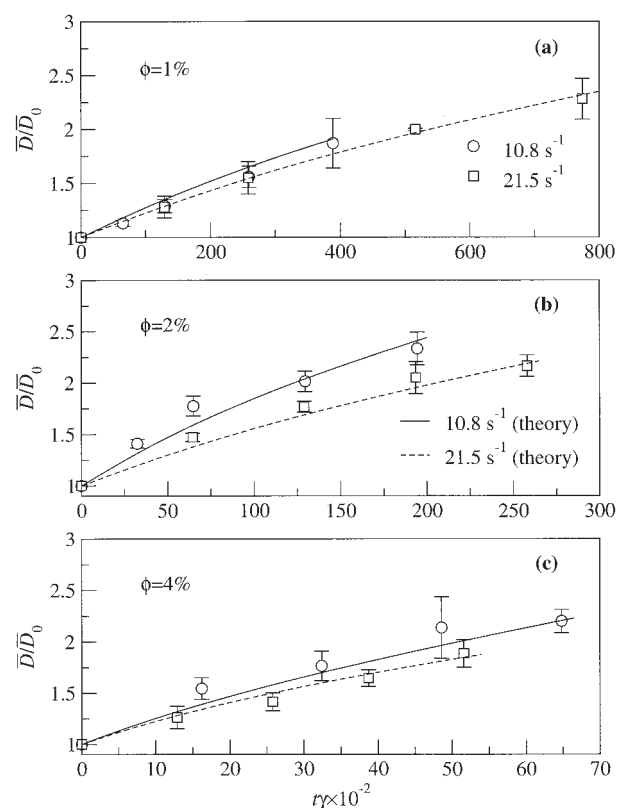 3
(a)
ϕ=1%
2.5
D̅/D̅₀
2
10.8 s⁻¹
1.5
21.5 s⁻¹
1
0 200 400 600 800
3
(b)
ϕ=2%
2.5
D̅/D̅₀
2
10.8 s⁻¹ (theory)
1.5
21.5 s⁻¹ (theory)
1
0 50 100 150 200 250 300
3
(c)
ϕ=4%
2.5
D̅/D̅₀
2
1.5
1
0 10 20 30 40 50 60 70
tγ×10⁻²